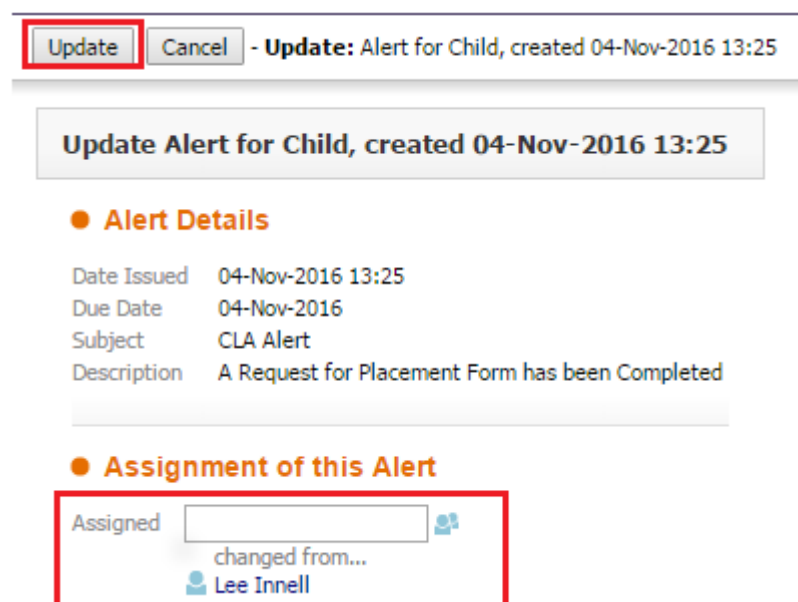 Update Cancel - Update: Alert for Child, created 04-Nov-2016 13:25
Update Alert for Child, created 04-Nov-2016 13:25
Alert Details
Date Issued 04-Nov-2016 13:25
Due Date 04-Nov-2016
Subject CLA Alert
Description A Request for Placement Form has been Completed
Assignment of this Alert
Assigned
changed from...
Lee Innell